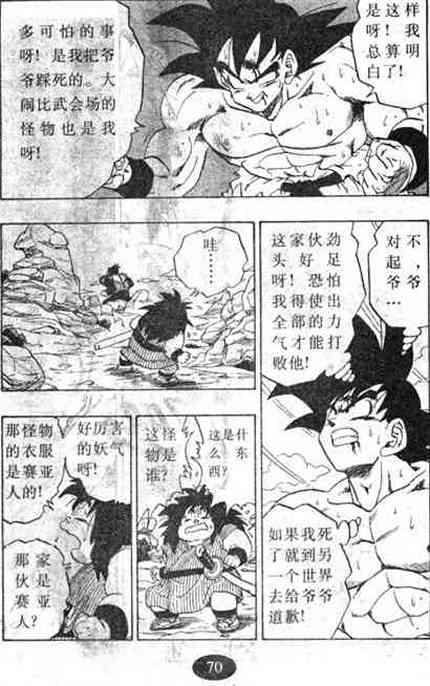 是这样
呀！我
总算明
白了！
多可怕的事
呀！是我把爷
爷踩死的。大
闹比武会场的
怪物也是我
呀！
对不
起，
爷爷
…
这家伙劲
头好足
呀！恐怕
我得使出
全部的力
气才能打
败他！
如果我死
了就到另
一个世界
去给爷爷
道歉！
哇……
这是什
么东
西？
这怪
物是
谁？
好厉害
的妖气
呀！
那怪物
的衣服
是赛亚
人的！
那家
伙是
赛亚
人？
70